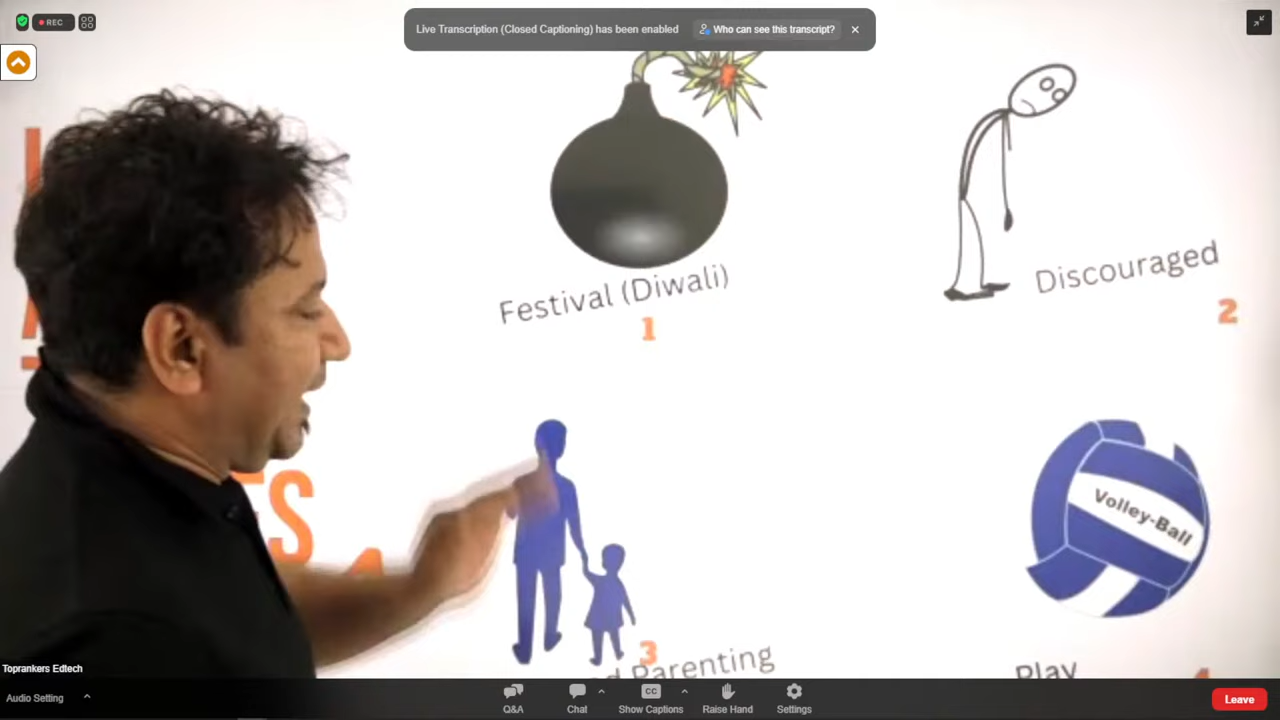 REC
Live Transcription (Closed Captioning) has been enabled
Who can see this transcript?
Festival (Diwali)
1
Discouraged
2
ES
3
Parenting
Volley-Ball
Play
Toprankers Edtech
Audio Setting
Q&A
Chat
CC
Show Captions
Raise Hand
Settings
Leave